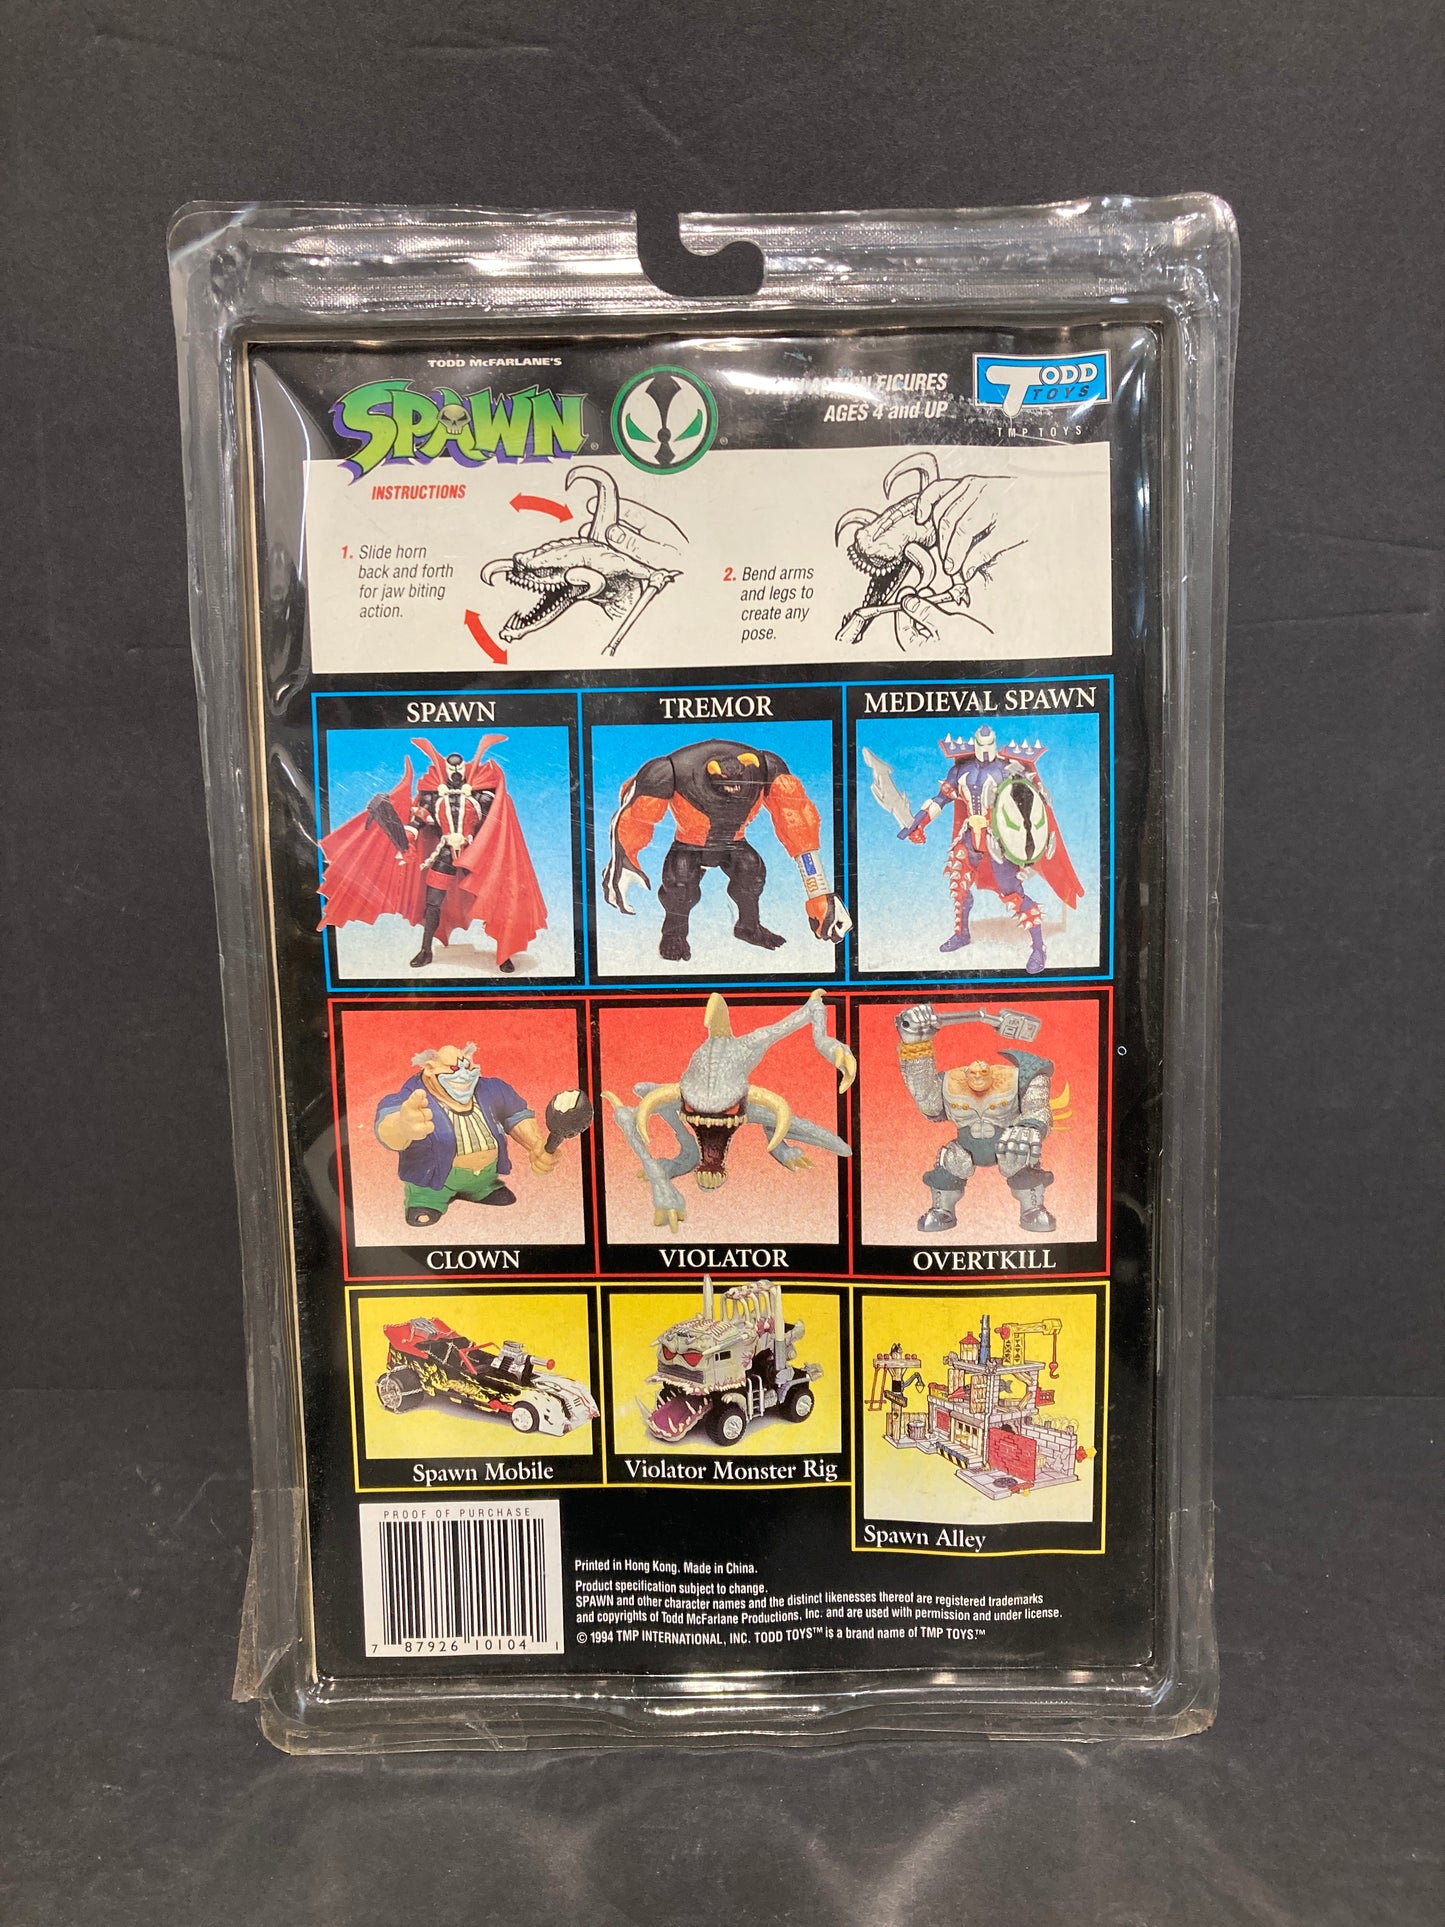 TODD McFARLANE'S
SPAWN
ACTION FIGURES
AGES 4 and UP
TODD
TOYS
TMP TOYS
INSTRUCTIONS
1. Slide horn
back and forth
for jaw biting
action.
2. Bend arms
and legs to
create any
pose.
SPAWN
TREMOR
MEDIEVAL SPAWN
CLOWN
VIOLATOR
OVERTKILL
Spawn Mobile
Violator Monster Rig
Spawn Alley
PROOF OF PURCHASE
7 87926 10104 1
Printed in Hong Kong. Made in China.
Product specification subject to change.
SPAWN and other character names and the distinct likenesses thereof are registered trademarks
and copyrights of Todd McFarlane Productions, Inc. and are used with permission and under license.
© 1994 TMP INTERNATIONAL, INC. TODD TOYS™ is a brand name of TMP TOYS.™